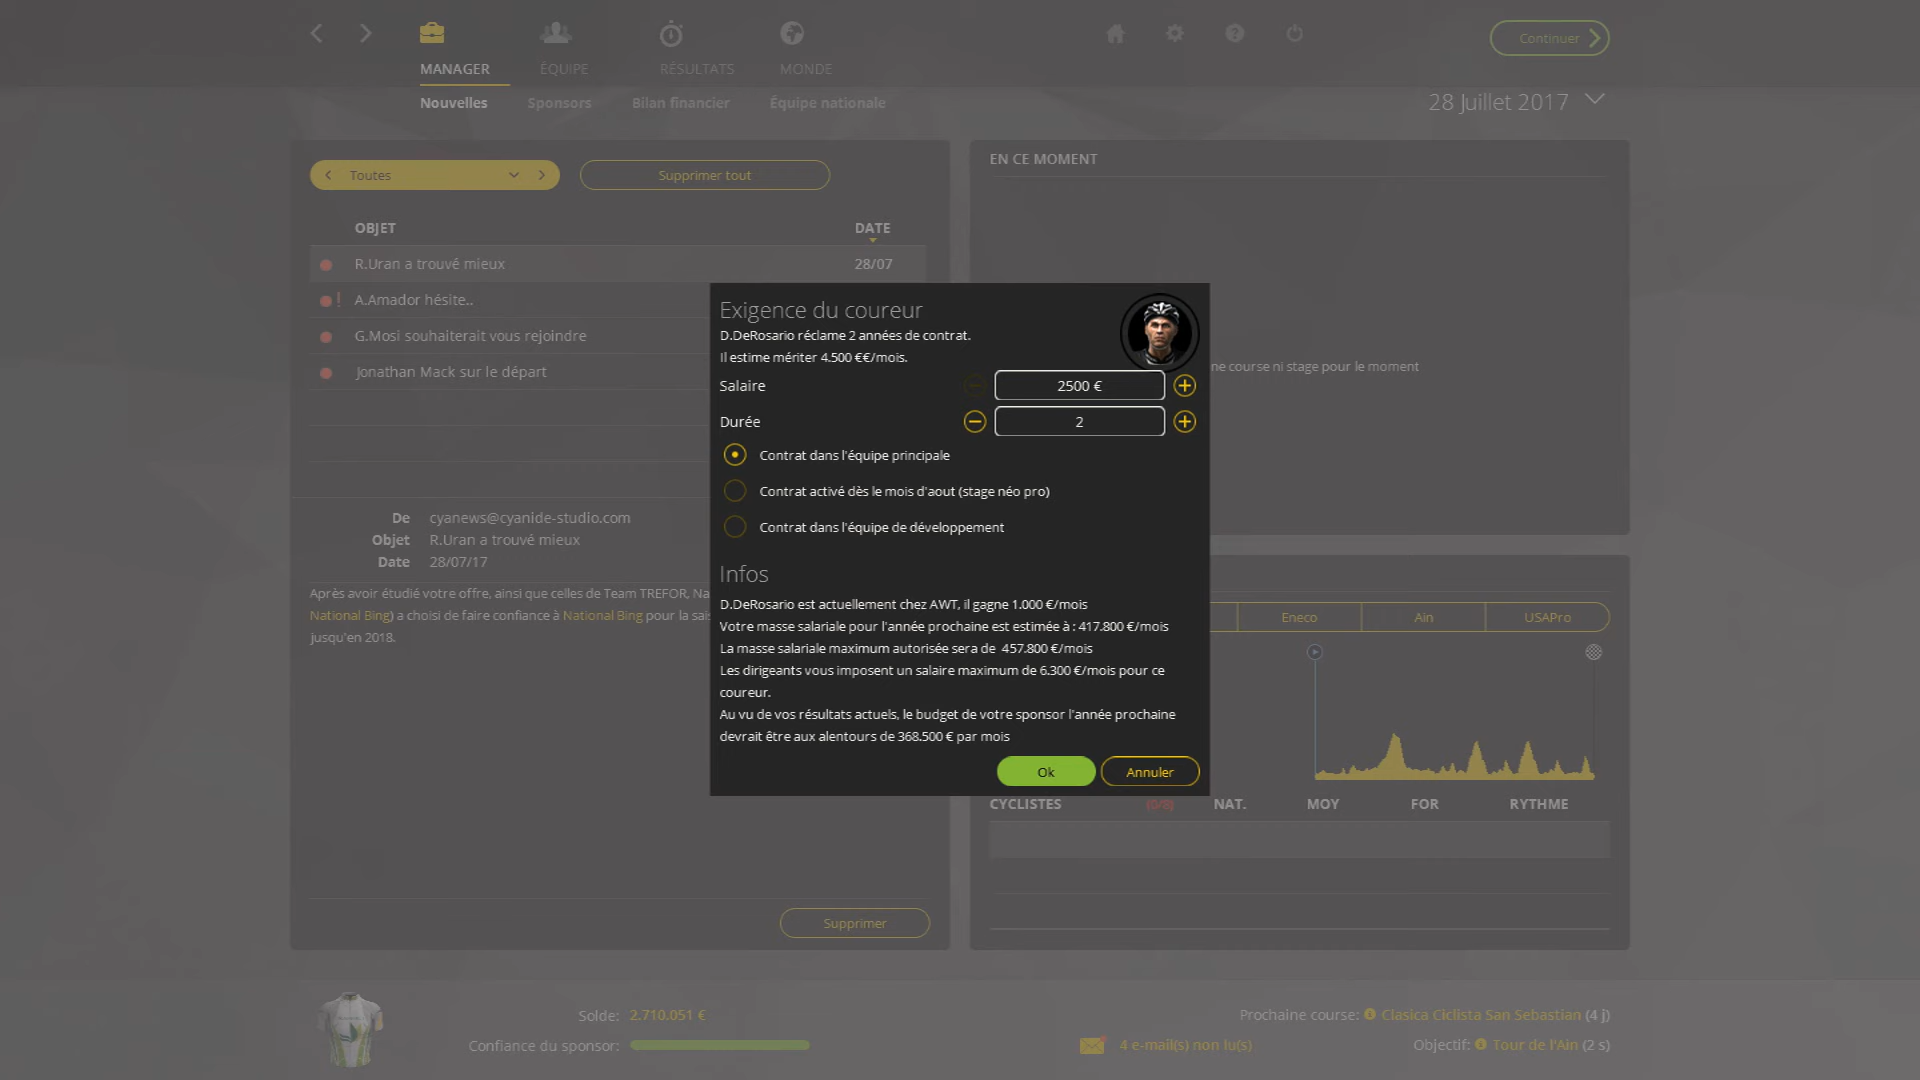 MANAGER
ÉQUIPE
RÉSULTATS
MONDE
Continuer
Nouvelles
Sponsors
Bilan financier
Équipe nationale
28 Juillet 2017
Toutes
Supprimer tout
OBJET
DATE
R.Uran a trouvé mieux
28/07
A.Amador hésite..
G.Mosi souhaiterait vous rejoindre
Jonathan Mack sur le départ
De cyanews@cyanide-studio.com
Objet R.Uran a trouvé mieux
Date 28/07/17
Après avoir étudié votre offre, ainsi que celles de Team TREFOR, Na
National Bing) a choisi de faire confiance à National Bing pour la sai
jusqu'en 2018.
Supprimer
EN CE MOMENT
ne course ni stage pour le moment
Exigence du coureur
D.DeRosario réclame 2 années de contrat.
Il estime mériter 4.500 €€/mois.
Salaire
2500 €
Durée
2
Contrat dans l'équipe principale
Contrat activé dès le mois d'aout (stage néo pro)
Contrat dans l'équipe de développement
Infos
D.DeRosario est actuellement chez AWT, il gagne 1.000 €/mois
Votre masse salariale pour l'année prochaine est estimée à : 417.800 €/mois
La masse salariale maximum autorisée sera de 457.800 €/mois
Les dirigeants vous imposent un salaire maximum de 6.300 €/mois pour ce
coureur.
Au vu de vos résultats actuels, le budget de votre sponsor l'année prochaine
devrait être aux alentours de 368.500 € par mois
Ok
Annuler
Eneco
Ain
USAPro
CYCLISTES
(0/8)
NAT.
MOY
FOR
RYTHME
Solde: 2.710.051 €
Confiance du sponsor:
4 e-mail(s) non lu(s)
Prochaine course: Clasica Ciclista San Sebastian (4 j)
Objectif: Tour de l'Ain (2 s)